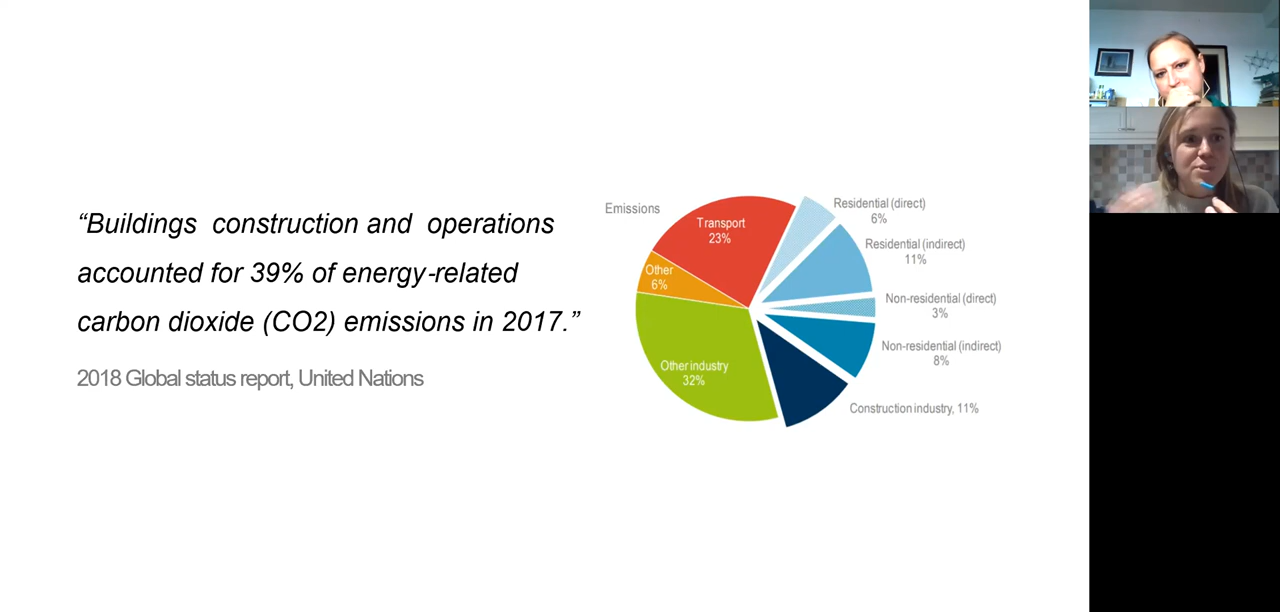 “Buildings construction and operations
accounted for 39% of energy-related
carbon dioxide (CO2) emissions in 2017.”
2018 Global status report, United Nations
Emissions
Transport
23%
Other
6%
Other industry
32%
Residential (direct)
6%
Residential (indirect)
11%
Non-residential (direct)
3%
Non-residential (indirect)
8%
Construction industry, 11%